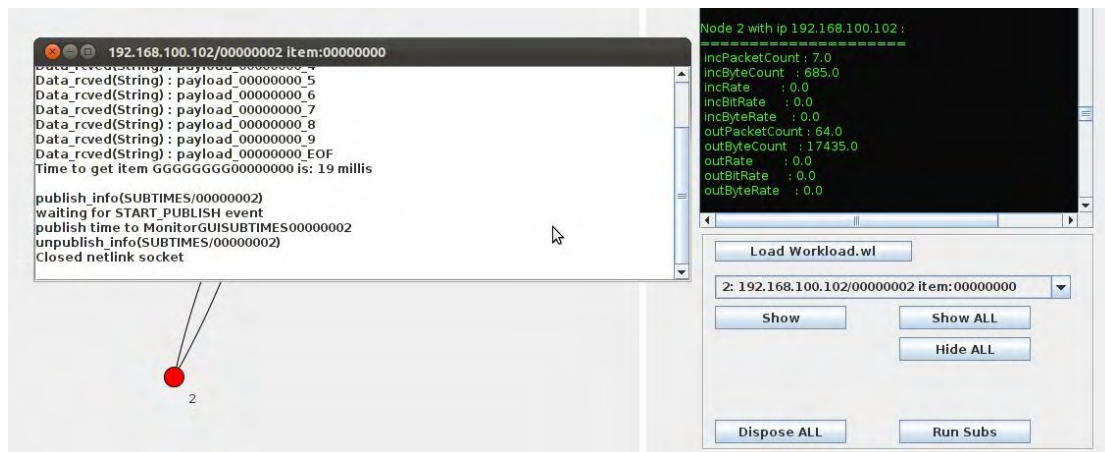 192.168.100.102/00000002 item:00000000
Data_rcved(String) : payload_00000000_4
Data_rcved(String) : payload_00000000_5
Data_rcved(String) : payload_00000000_6
Data_rcved(String) : payload_00000000_7
Data_rcved(String) : payload_00000000_8
Data_rcved(String) : payload_00000000_9
Data_rcved(String) : payload_00000000_EOF
Time to get item GGGGGGGG00000000 is: 19 millis
publish_info(SUBTIMES/00000002)
waiting for START_PUBLISH event
publish time to MonitorGUISUBTIMES00000002
unpublish_info(SUBTIMES/00000002)
Closed netlink socket
2
Node 2 with ip 192.168.100.102 :
======================
incPacketCount : 7.0
incByteCount : 685.0
incRate : 0.0
incBitRate : 0.0
incByteRate : 0.0
outPacketCount : 64.0
outByteCount : 17435.0
outRate : 0.0
outBitRate : 0.0
outByteRate : 0.0
Load Workload.wl
2: 192.168.100.102/00000002 item:00000000
Show
Show ALL
Hide ALL
Dispose ALL
Run Subs